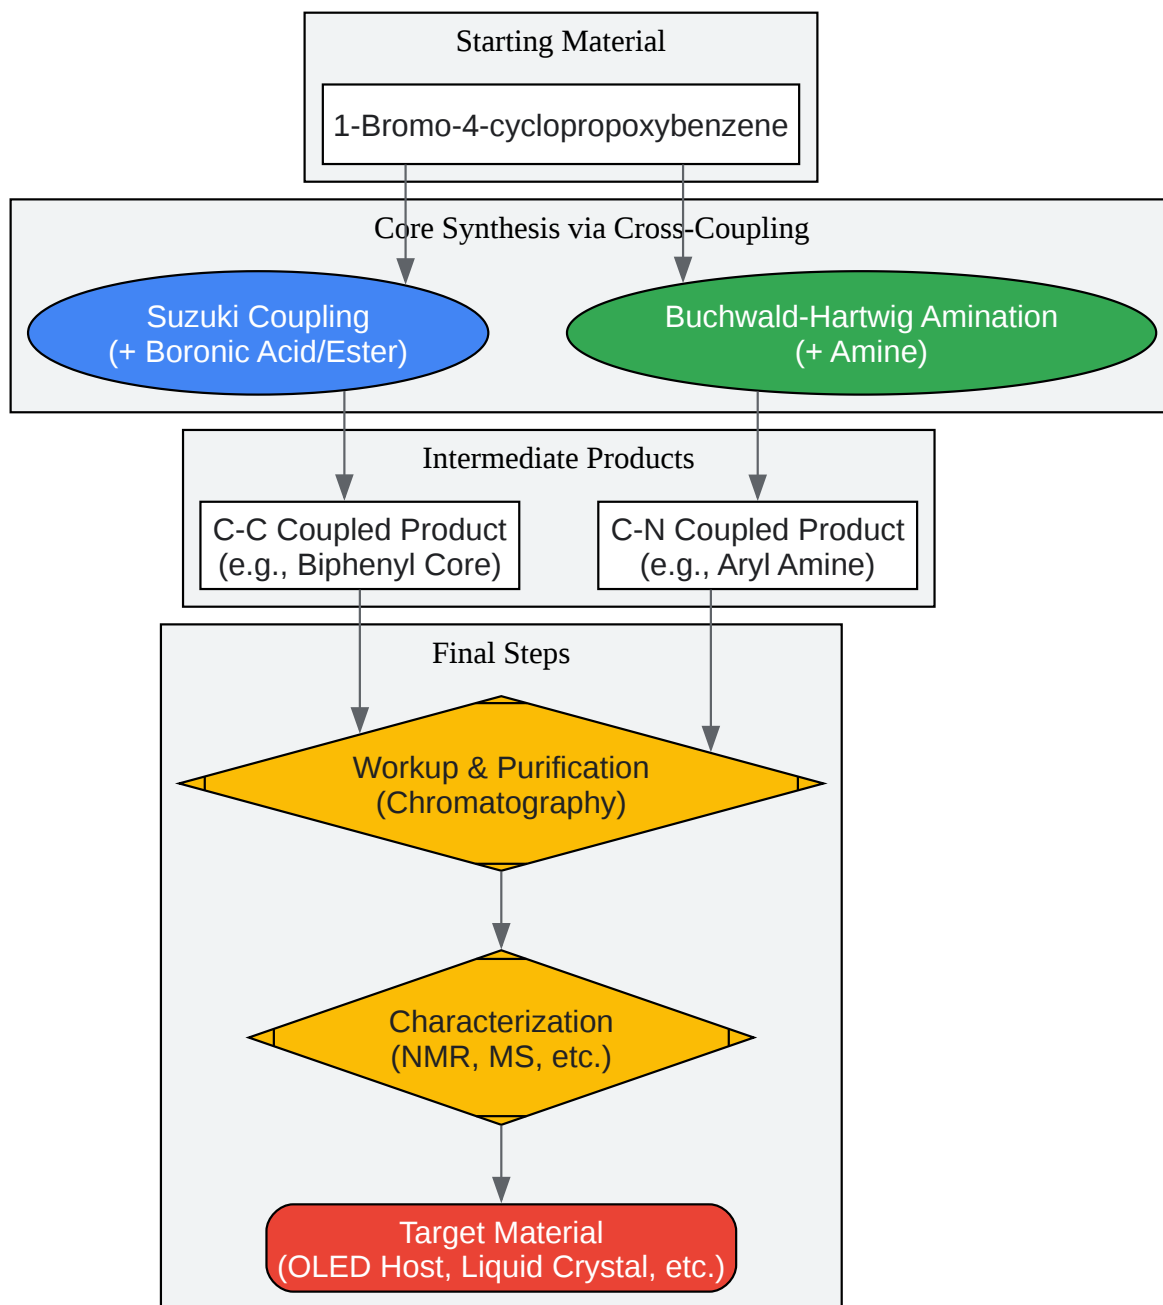 Starting Material
1-Bromo-4-cyclopropoxybenzene
Core Synthesis via Cross-Coupling
Suzuki Coupling
(+ Boronic Acid/Ester)
Buchwald-Hartwig Amination
(+ Amine)
Intermediate Products
C-C Coupled Product
(e.g., Biphenyl Core)
C-N Coupled Product
(e.g., Aryl Amine)
Final Steps
Workup & Purification
(Chromatography)
Characterization
(NMR, MS, etc.)
Target Material
(OLED Host, Liquid Crystal, etc.)